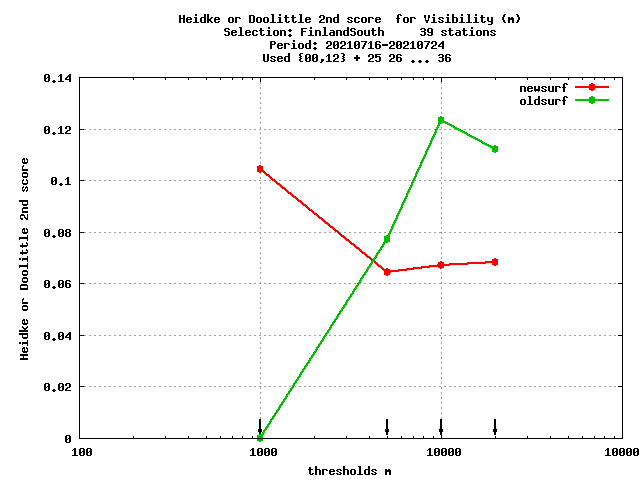 Heidke or Doolittle 2nd score  for Visibility (m)
Selection: FinlandSouth     39 stations
Period: 20210716-20210724
Used {00,12} + 25 26 ... 36
newsurf
oldsurf
Heidke or Doolittle 2nd score
0.14
0.12
0.1
0.08
0.06
0.04
0.02
0
100
1000
10000
10000
thresholds m